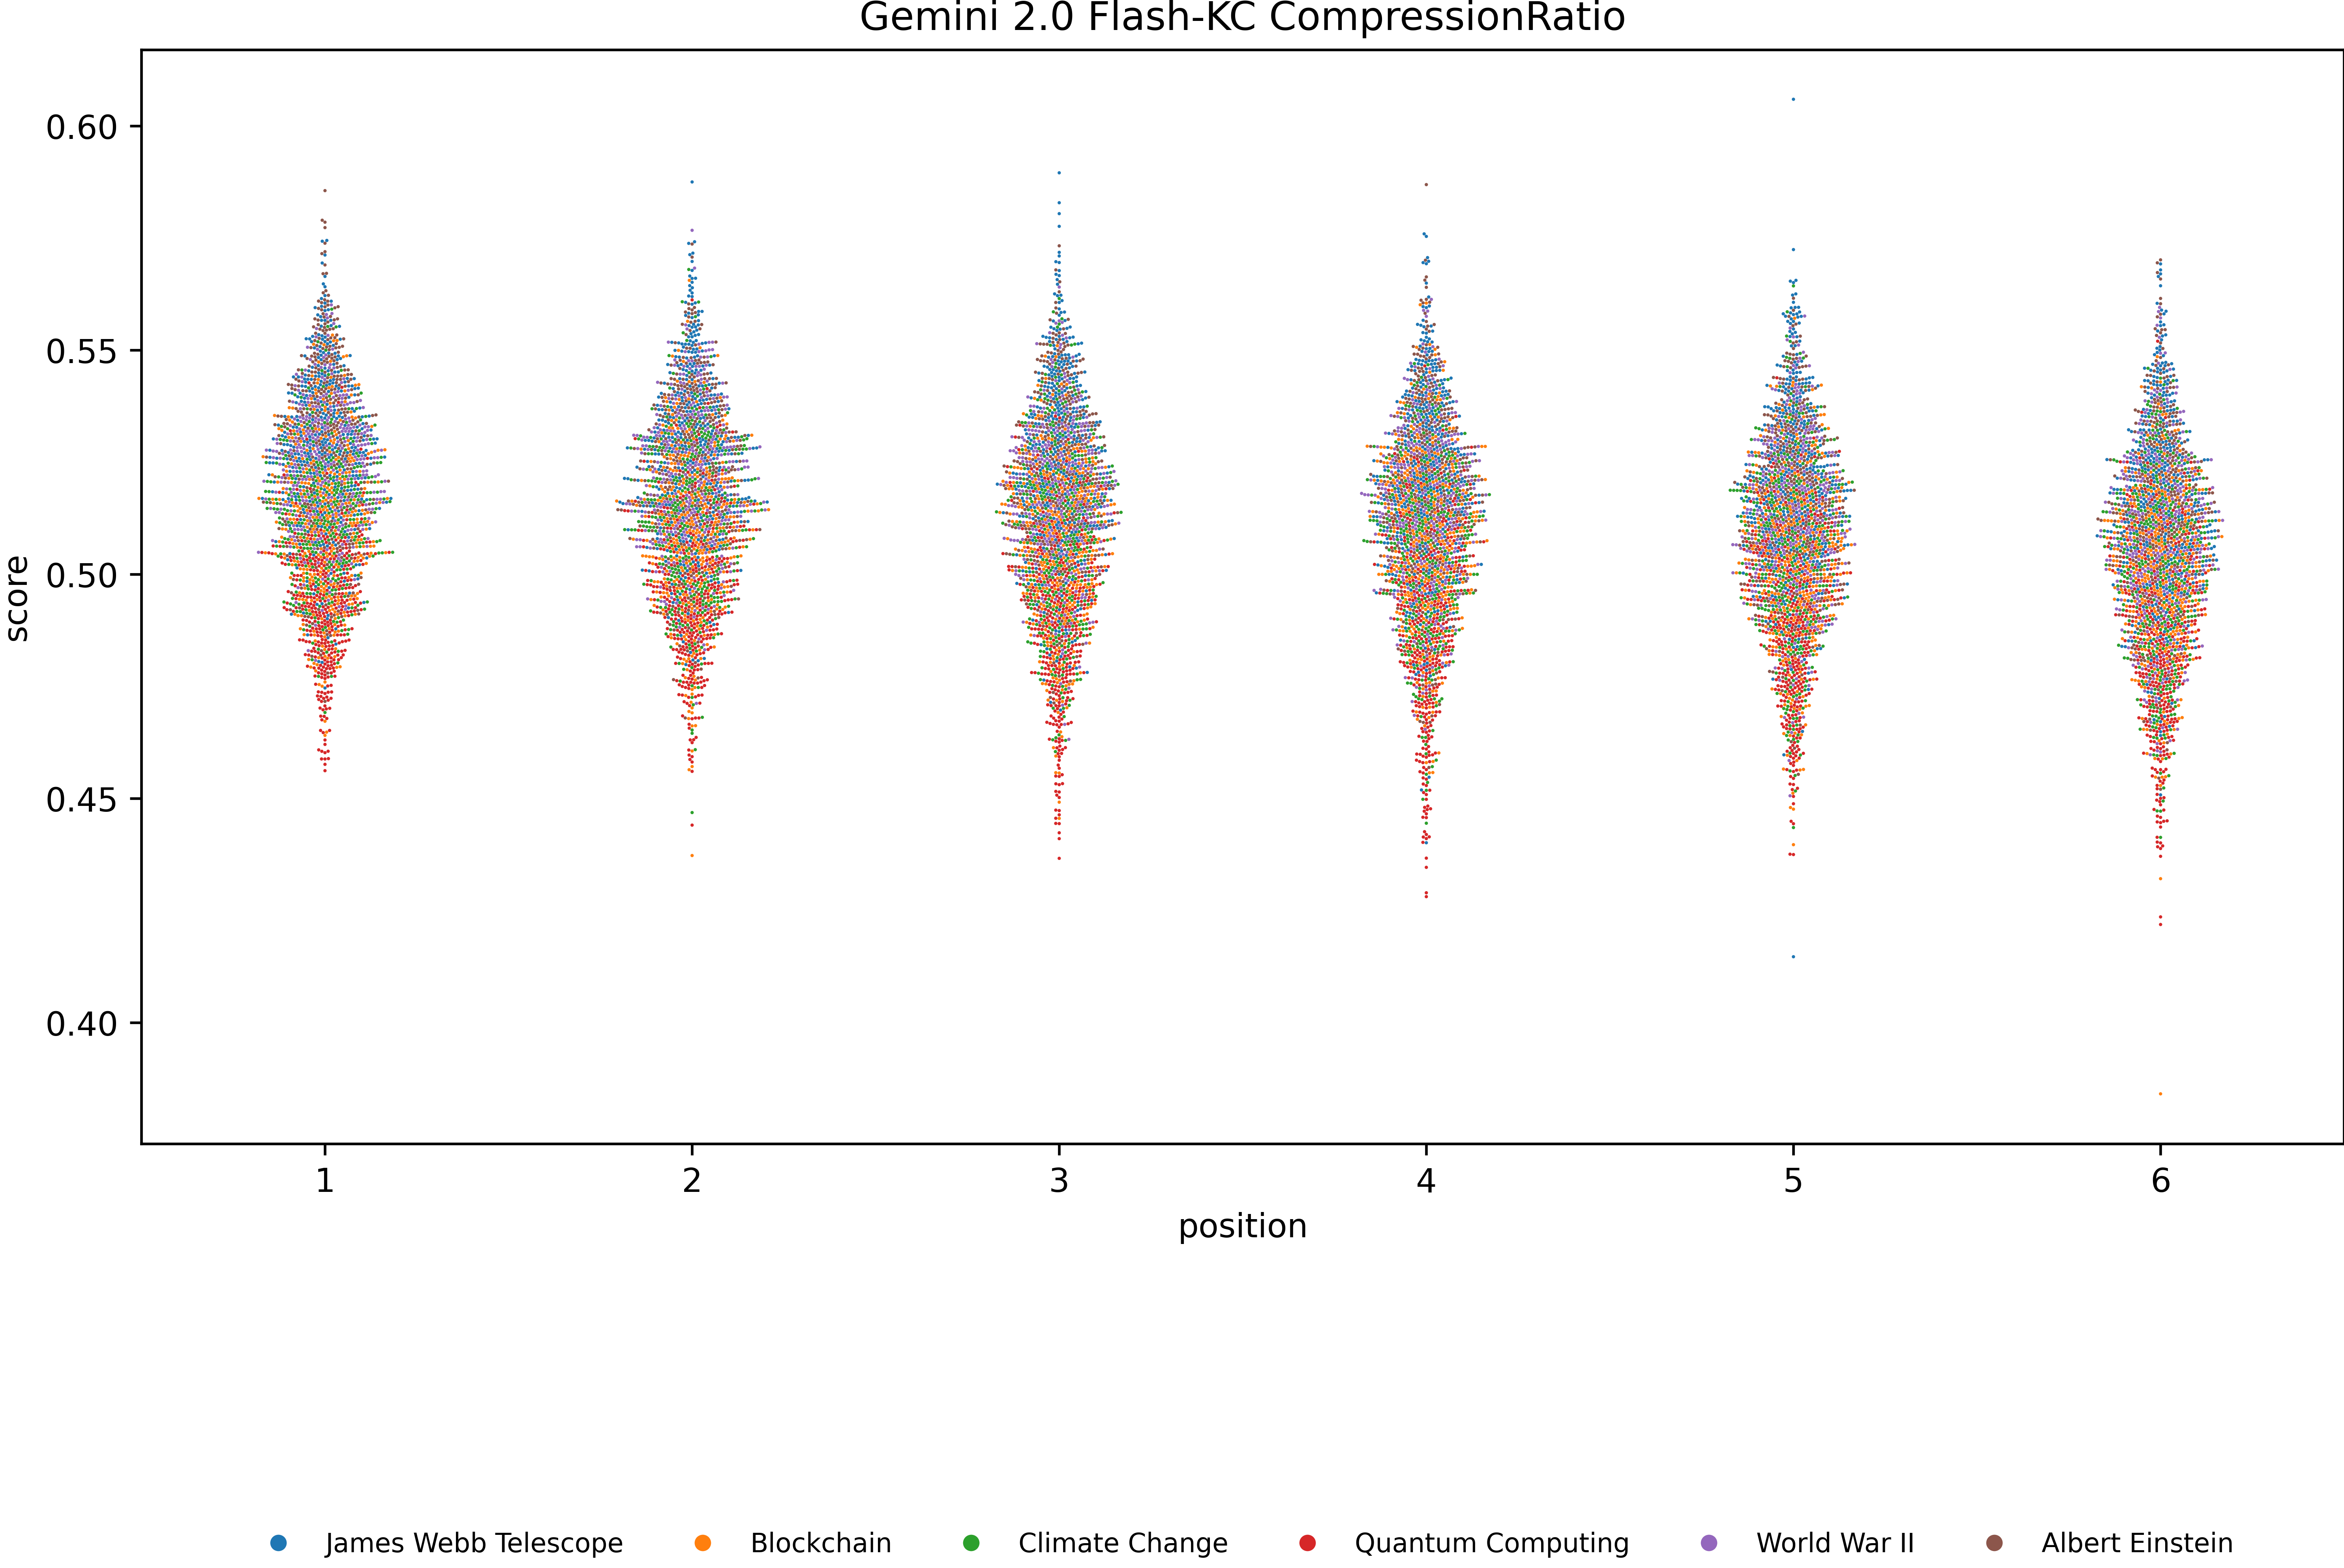 Gemini 2.0 Flash-KC CompressionRatio
0.60
0.55
0.50
0.45
0.40
score
1 2 3 4 5 6
position
James Webb Telescope Blockchain Climate Change Quantum Computing World War II Albert Einstein